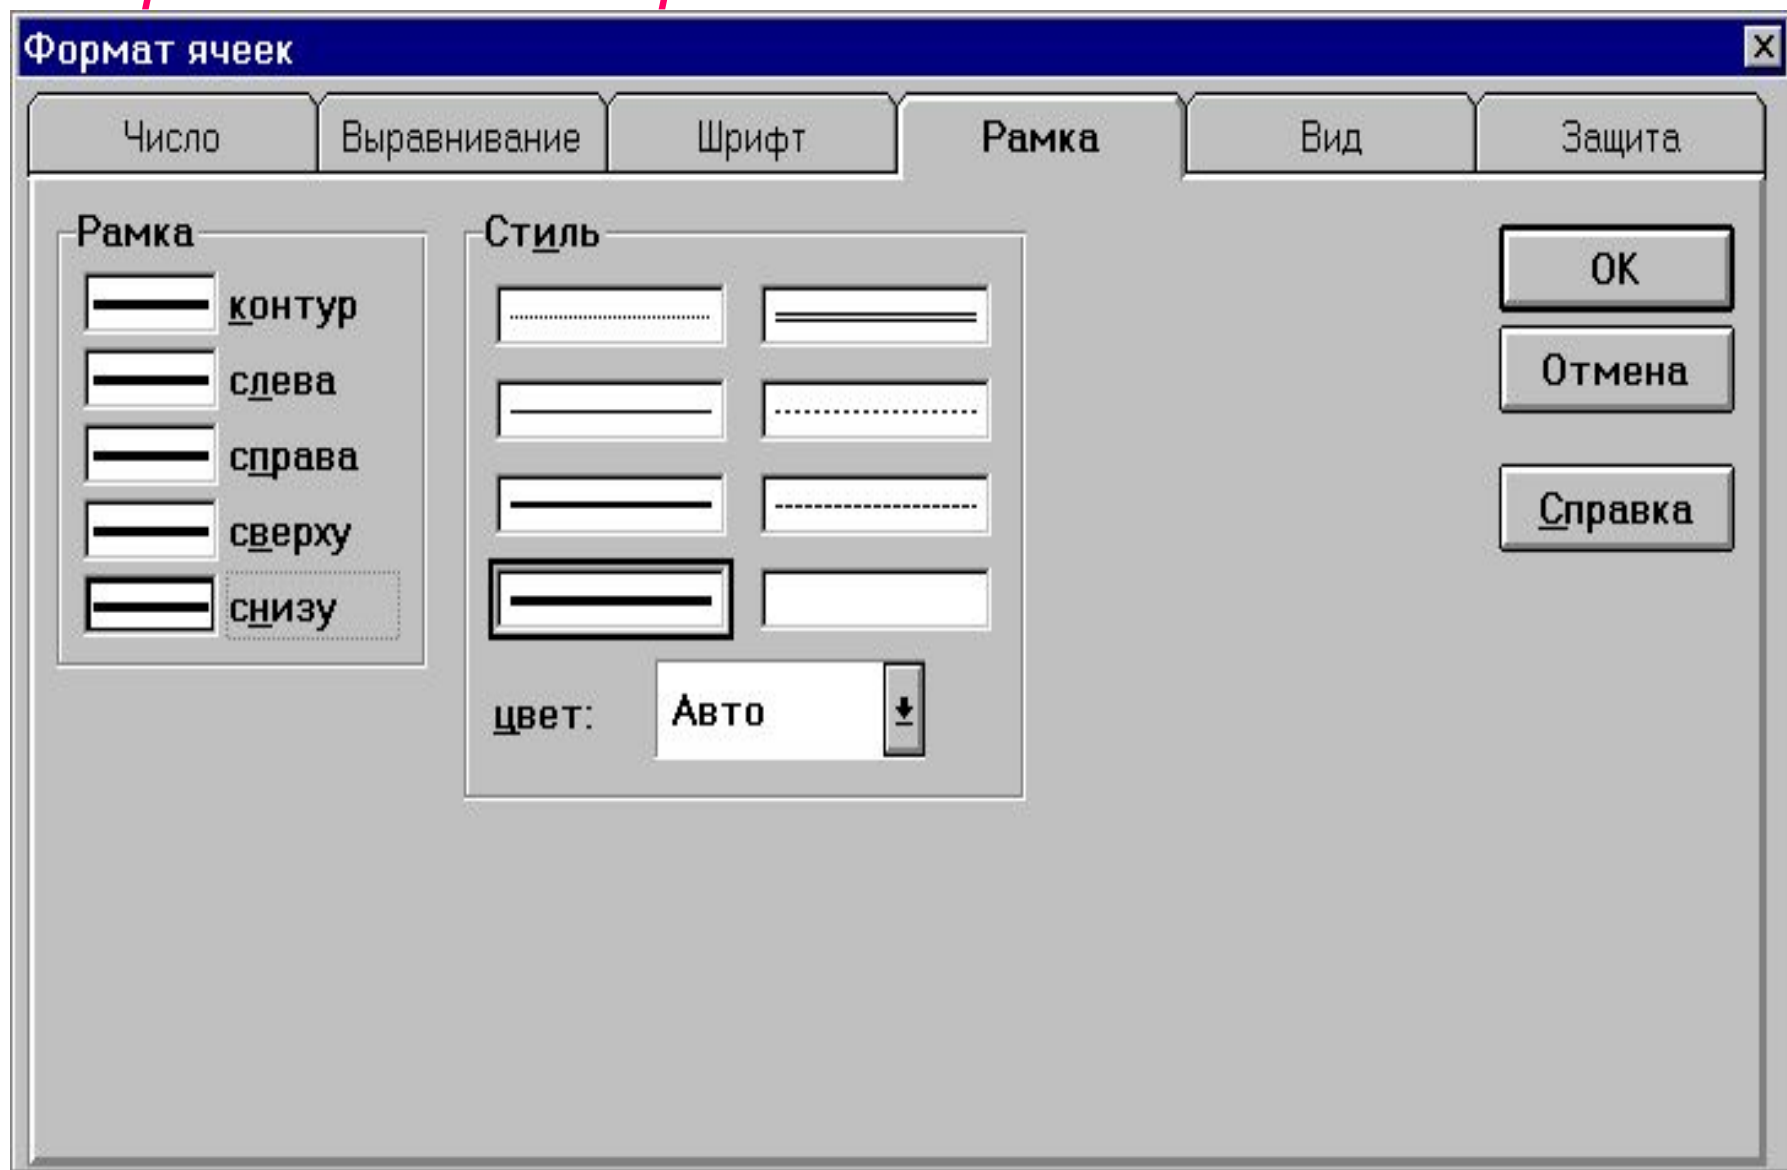 Формат ячеек
Число Выравнивание Шрифт Рамка Вид Защита
Рамка
контур
слева
справа
сверху
снизу
Стиль
цвет: Авто
OK
Отмена
Справка